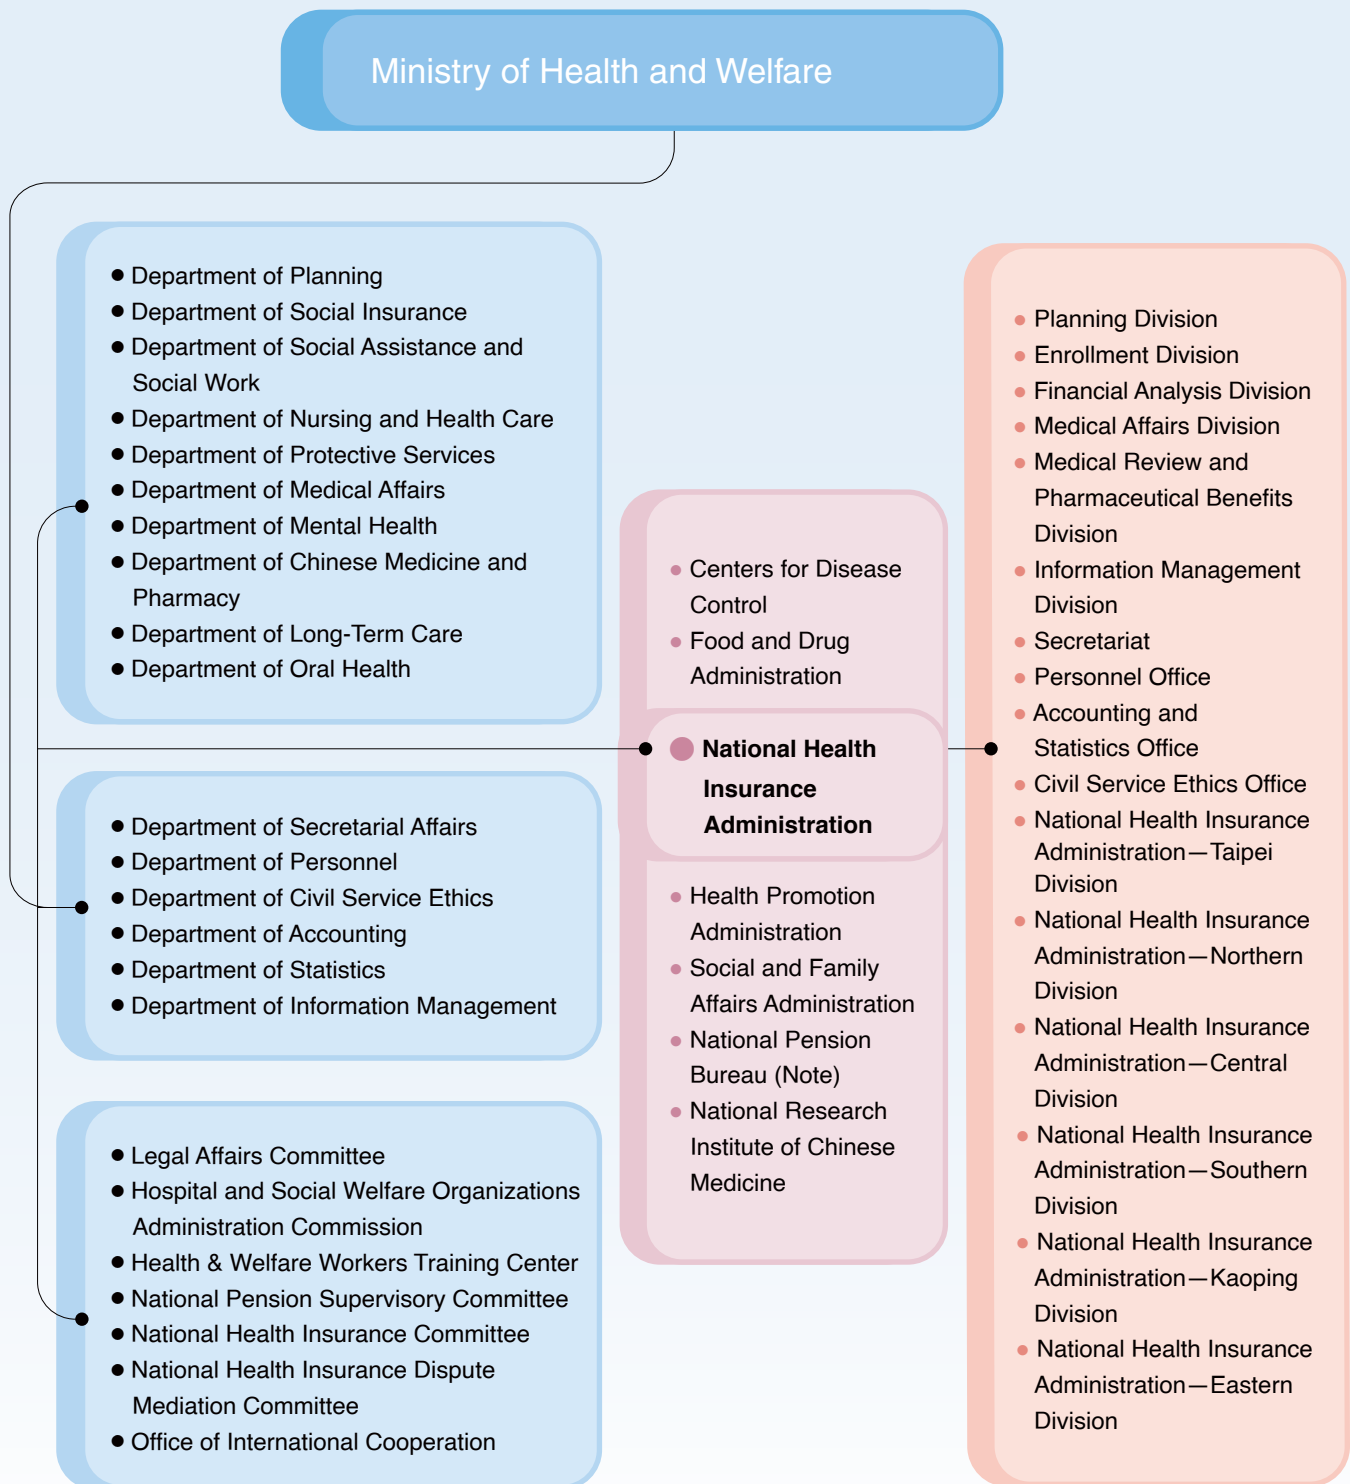 Ministry of Health and Welfare
● Department of Planning
● Department of Social Insurance
● Department of Social Assistance and
Social Work
● Department of Nursing and Health Care
● Department of Protective Services
● Department of Medical Affairs
● Department of Mental Health
● Department of Chinese Medicine and
Pharmacy
● Department of Long-Term Care
● Department of Oral Health
● Department of Secretarial Affairs
● Department of Personnel
● Department of Civil Service Ethics
● Department of Accounting
● Department of Statistics
● Department of Information Management
● Legal Affairs Committee
● Hospital and Social Welfare Organizations
Administration Commission
● Health & Welfare Workers Training Center
● National Pension Supervisory Committee
● National Health Insurance Committee
● National Health Insurance Dispute
Mediation Committee
● Office of International Cooperation
● Centers for Disease
Control
● Food and Drug
Administration
● National Health
Insurance
Administration
● Health Promotion
Administration
● Social and Family
Affairs Administration
● National Pension
Bureau (Note)
● National Research
Institute of Chinese
Medicine
● Planning Division
● Enrollment Division
● Financial Analysis Division
● Medical Affairs Division
● Medical Review and
Pharmaceutical Benefits
Division
● Information Management
Division
● Secretariat
● Personnel Office
● Accounting and
Statistics Office
● Civil Service Ethics Office
● National Health Insurance
Administration—Taipei
Division
● National Health Insurance
Administration—Northern
Division
● National Health Insurance
Administration—Central
Division
● National Health Insurance
Administration—Southern
Division
● National Health Insurance
Administration—Kaoping
Division
● National Health Insurance
Administration—Eastern
Division